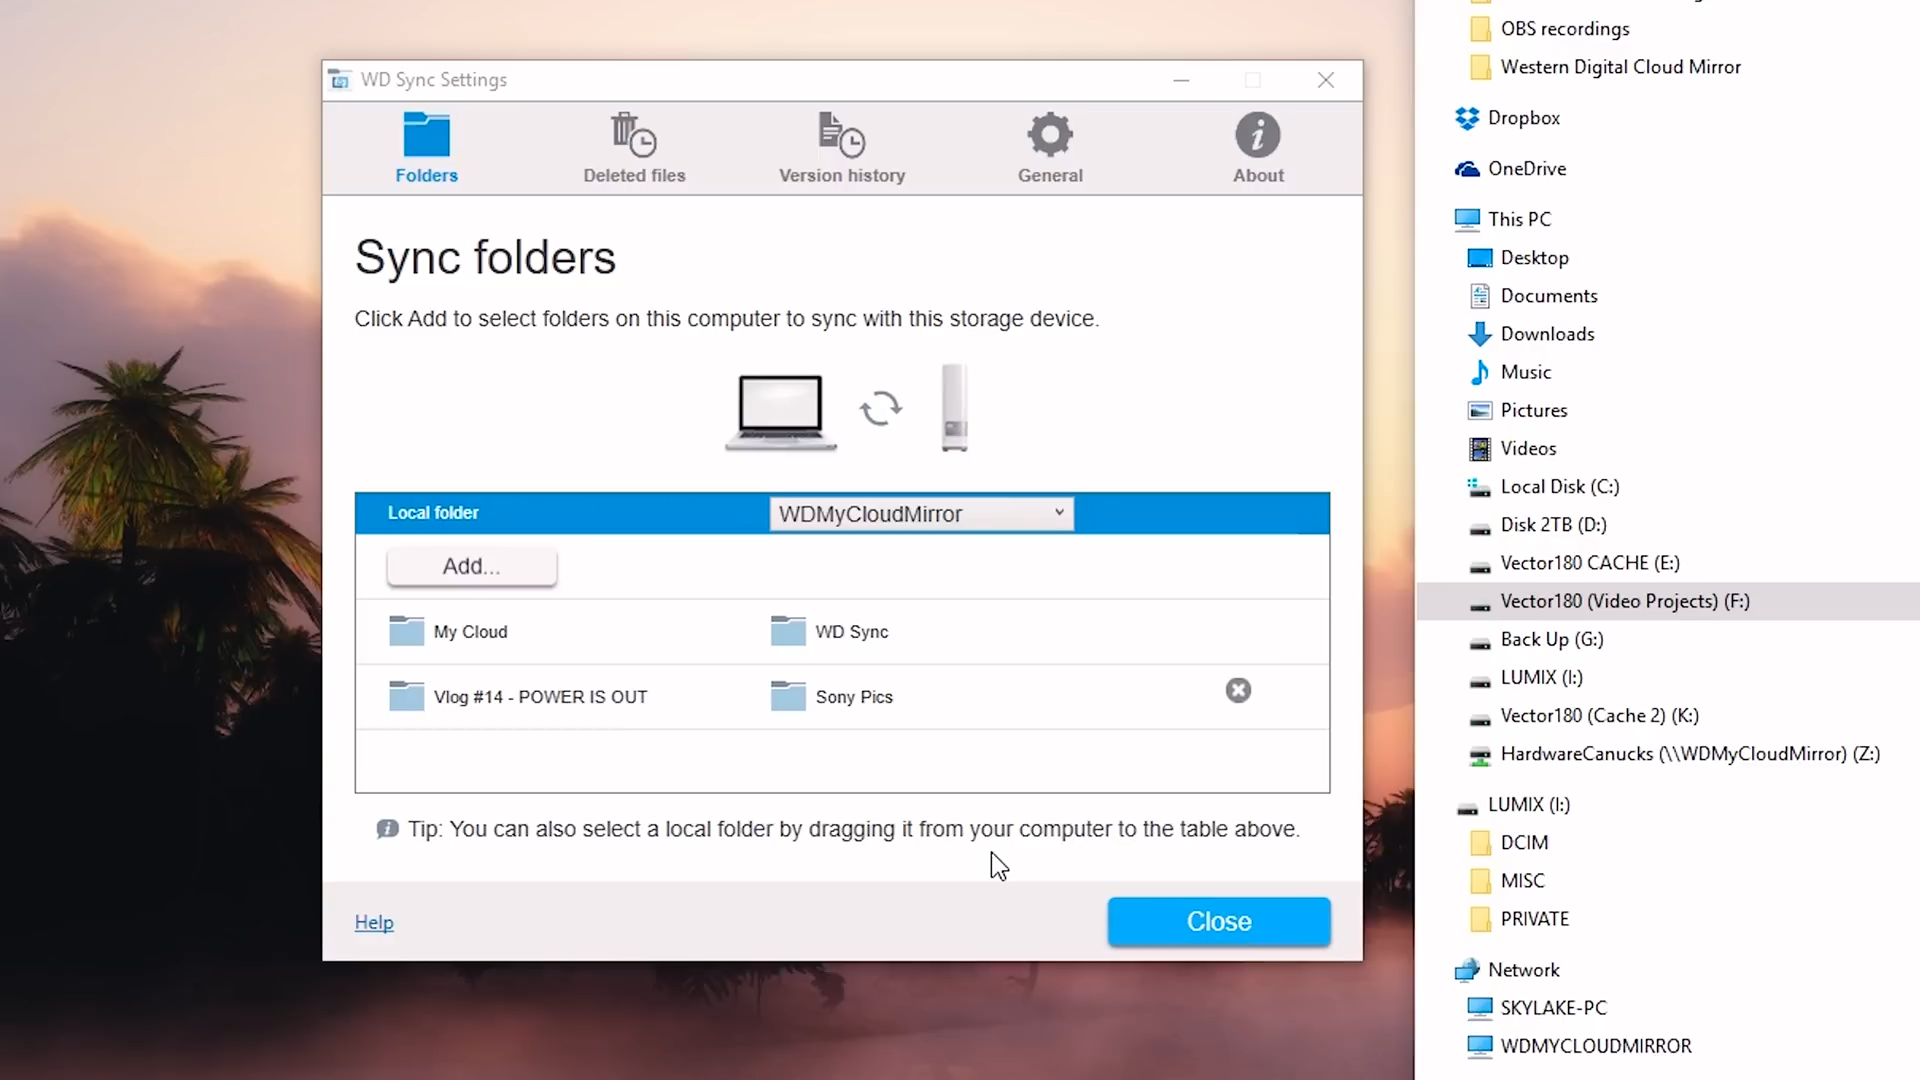 WD Sync Settings
Folders
Deleted files
Version history
General
About
Sync folders
Click Add to select folders on this computer to sync with this storage device.
Local folder
WDMyCloudMirror
Add...
My Cloud
WD Sync
Vlog #14 - POWER IS OUT
Sony Pics
Tip: You can also select a local folder by dragging it from your computer to the table above.
Help
Close
OBS recordings
Western Digital Cloud Mirror
Dropbox
OneDrive
This PC
Desktop
Documents
Downloads
Music
Pictures
Videos
Local Disk (C:)
Disk 2TB (D:)
Vector180 CACHE (E:)
Vector180 (Video Projects) (F:)
Back Up (G:)
LUMIX (I:)
Vector180 (Cache 2) (K:)
HardwareCanucks (\\WDMyCloudMirror) (Z:)
LUMIX (I:)
DCIM
MISC
PRIVATE
Network
SKYLAKE-PC
WDMYCLOUDMIRROR